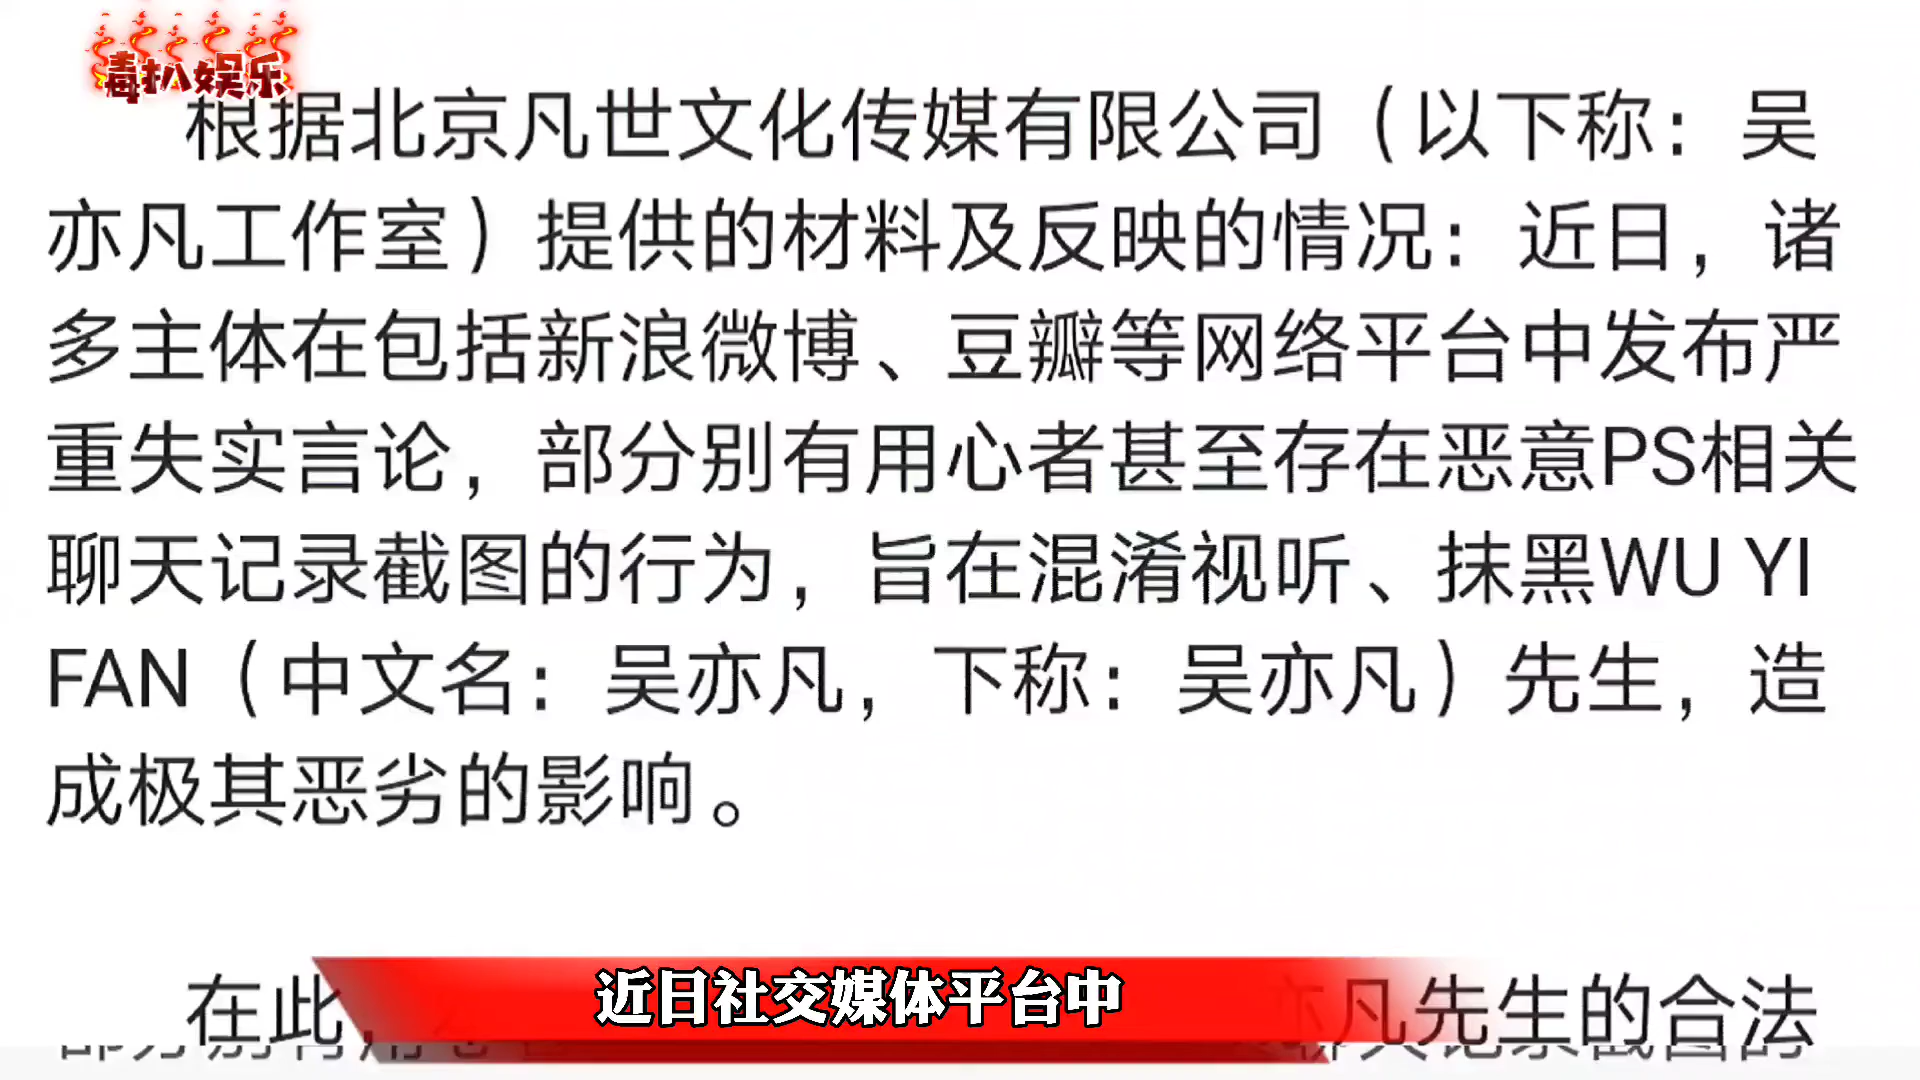 毒扒娱乐
根据北京凡世文化传媒有限公司（以下称：吴
亦凡工作室）提供的材料及反映的情况：近日，诸
多主体在包括新浪微博、豆瓣等网络平台中发布严
重失实言论，部分别有用心者甚至存在恶意PS相关
聊天记录截图的行为，旨在混淆视听、抹黑WU YI
FAN（中文名：吴亦凡，下称：吴亦凡）先生，造
成极其恶劣的影响。
在此，
亦凡先生的合法
近日社交媒体平台中